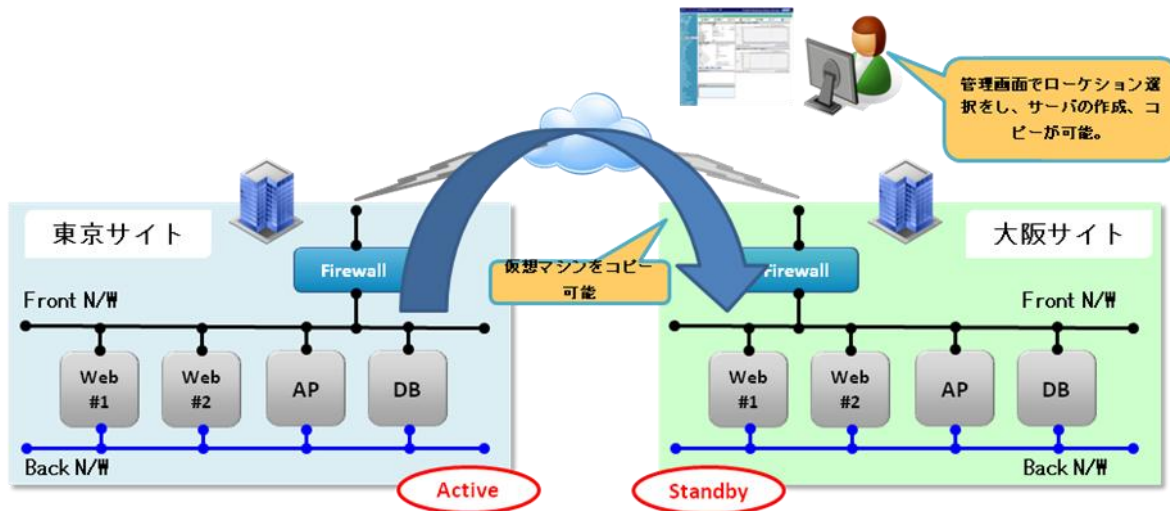 管理画面でローケション選
択をし、サーバの作成、コ
ピーが可能。
東京サイト
大阪サイト
Firewall
仮想マシンをコピー
可能
Firewall
Front N/W
Front N/W
Web
#1
Web
#2
AP
DB
Web
#1
Web
#2
AP
DB
Back N/W
Back N/W
Active
Standby